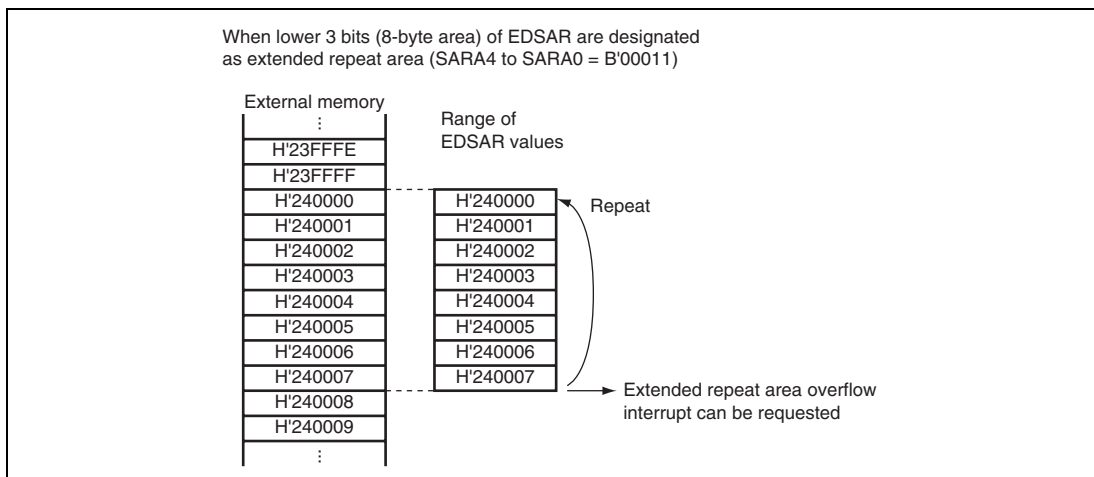 When lower 3 bits (8-byte area) of EDSAR are designated
as extended repeat area (SARA4 to SARA0 = B'00011)
External memory
Range of
EDSAR values
H'23FFFE
H'23FFFF
H'240000
H'240001
H'240002
H'240003
H'240004
H'240005
H'240006
H'240007
H'240008
H'240009
H'240000
H'240001
H'240002
H'240003
H'240004
H'240005
H'240006
H'240007
Repeat
Extended repeat area overflow
interrupt can be requested